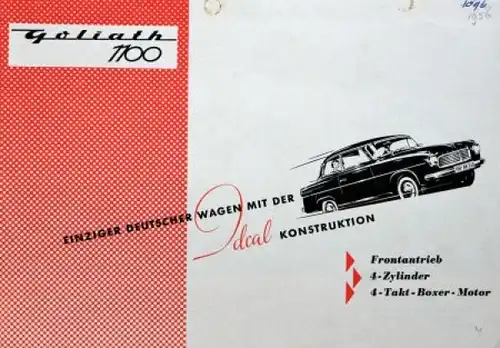 Goliath
1100
1956
EINZIGER DEUTSCHER WAGEN MIT DER
Ideal KONSTRUKTION
Frontantrieb
4-Zylinder
4-Takt-Boxer-Motor